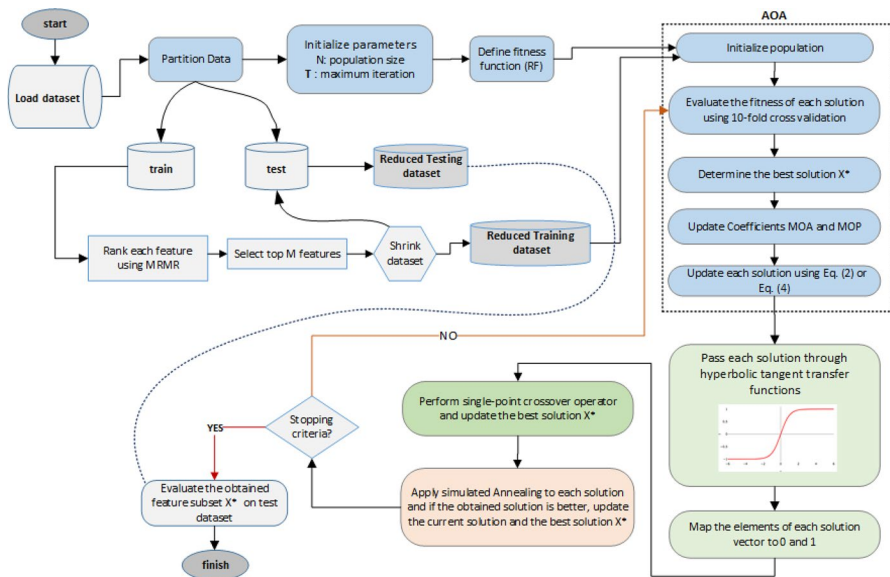 AOA
start
Load dataset
Partition Data
Initialize parameters
N: population size
T : maximum iteration
Define fitness
function (RF)
Initialize population
Evaluate the fitness of each solution
using 10-fold cross validation
Determine the best solution X*
Update Coefficients MOA and MOP
Update each solution using Eq. (2) or
Eq. (4)
train
test
Reduced Testing
dataset
Rank each feature
using MRMR
Select top M features
Shrink
dataset
Reduced Training
dataset
NO
Pass each solution through
hyperbolic tangent transfer
functions
Perform single-point crossover operator
and update the best solution X*
Stopping
criteria?
YES
Evaluate the obtained
feature subset X* on test
dataset
Apply simulated Annealing to each solution
and if the obtained solution is better, update
the current solution and the best solution X*
Map the elements of each solution
vector to 0 and 1
finish